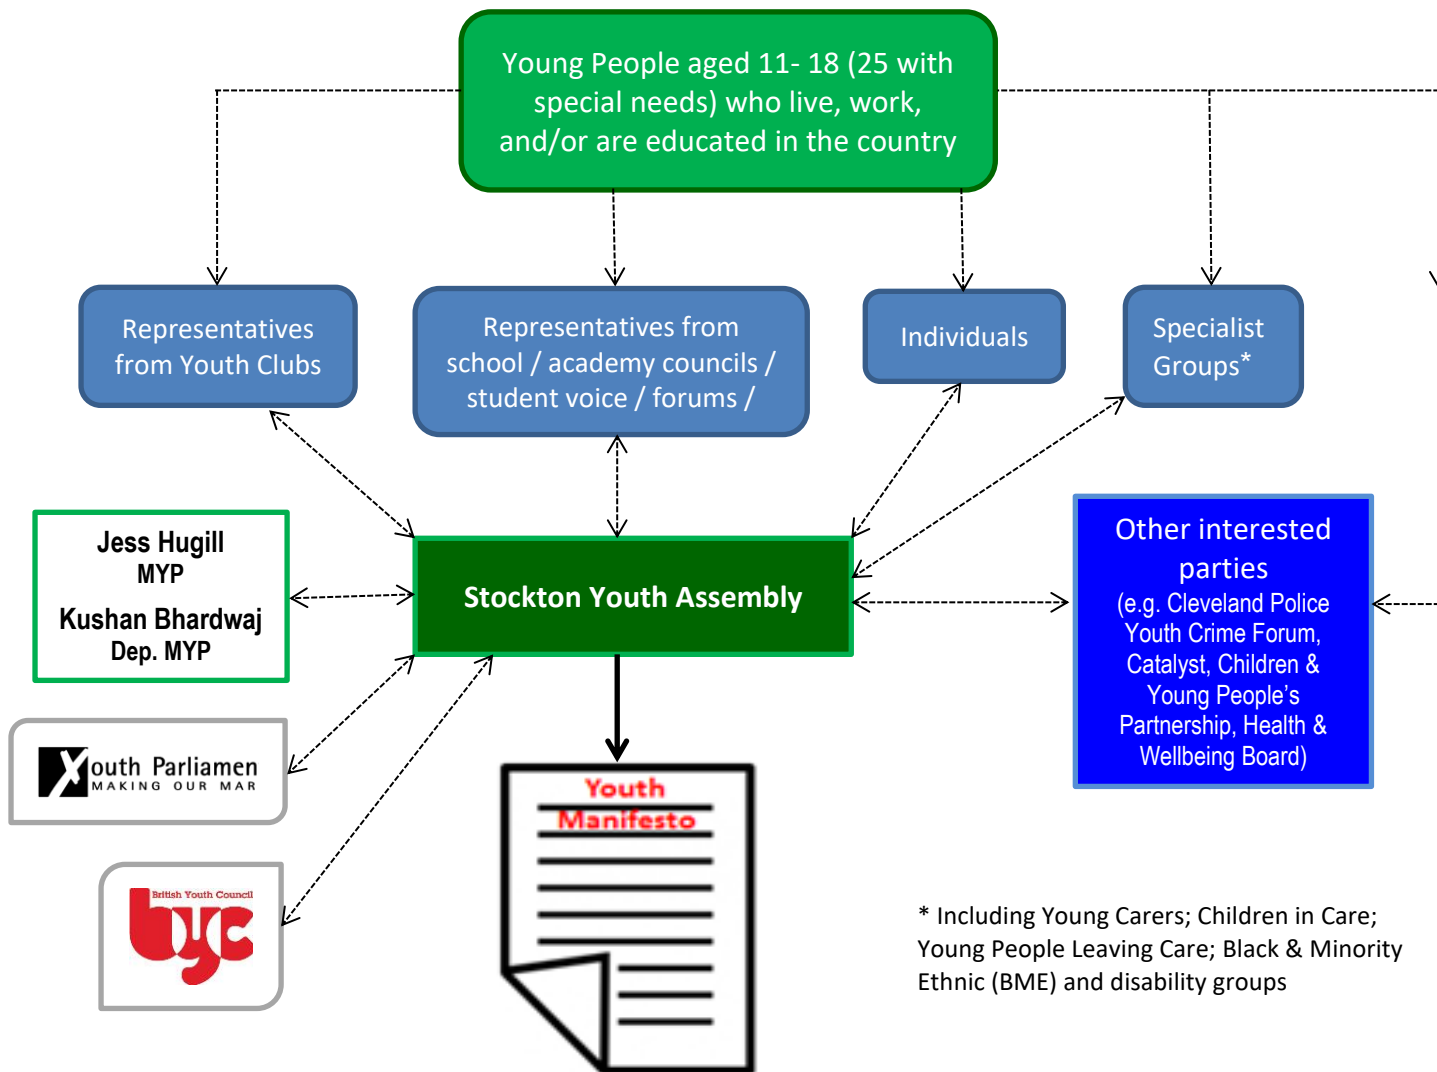 Young People aged 11- 18 (25 with
special needs) who live, work,
and/or are educated in the country
Representatives
from Youth Clubs
Representatives from
school / academy councils /
student voice / forums /
Individuals
Specialist
Groups*
Jess Hugill
MYP
Kushan Bhardwaj
Dep. MYP
Stockton Youth Assembly
Other interested
parties
(e.g. Cleveland Police
Youth Crime Forum,
Catalyst, Children &
Young People’s
Partnership, Health &
Wellbeing Board)
Youth Parliamen
MAKING OUR MAR
Youth
Manifesto
British Youth Council
byc
* Including Young Carers; Children in Care;
Young People Leaving Care; Black & Minority
Ethnic (BME) and disability groups